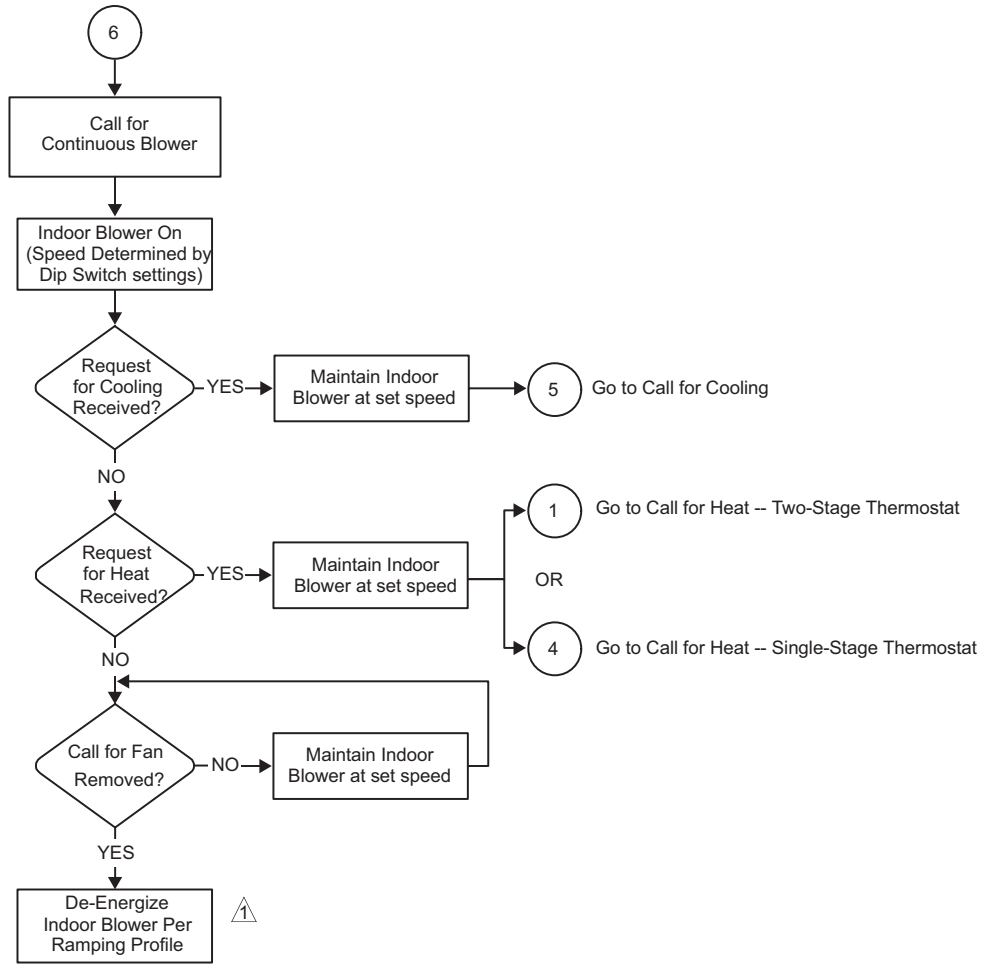 6
Call for
Continuous Blower
Indoor Blower On
(Speed Determined by
Dip Switch settings)
Request
for Cooling
Received?
YES
Maintain Indoor
Blower at set speed
5
Go to Call for Cooling
NO
Request
for Heat
Received?
YES
Maintain Indoor
Blower at set speed
1
Go to Call for Heat -- Two-Stage Thermostat
OR
4
Go to Call for Heat -- Single-Stage Thermostat
NO
Call for Fan
Removed?
NO
Maintain Indoor
Blower at set speed
YES
De-Energize
Indoor Blower Per
Ramping Profile
1